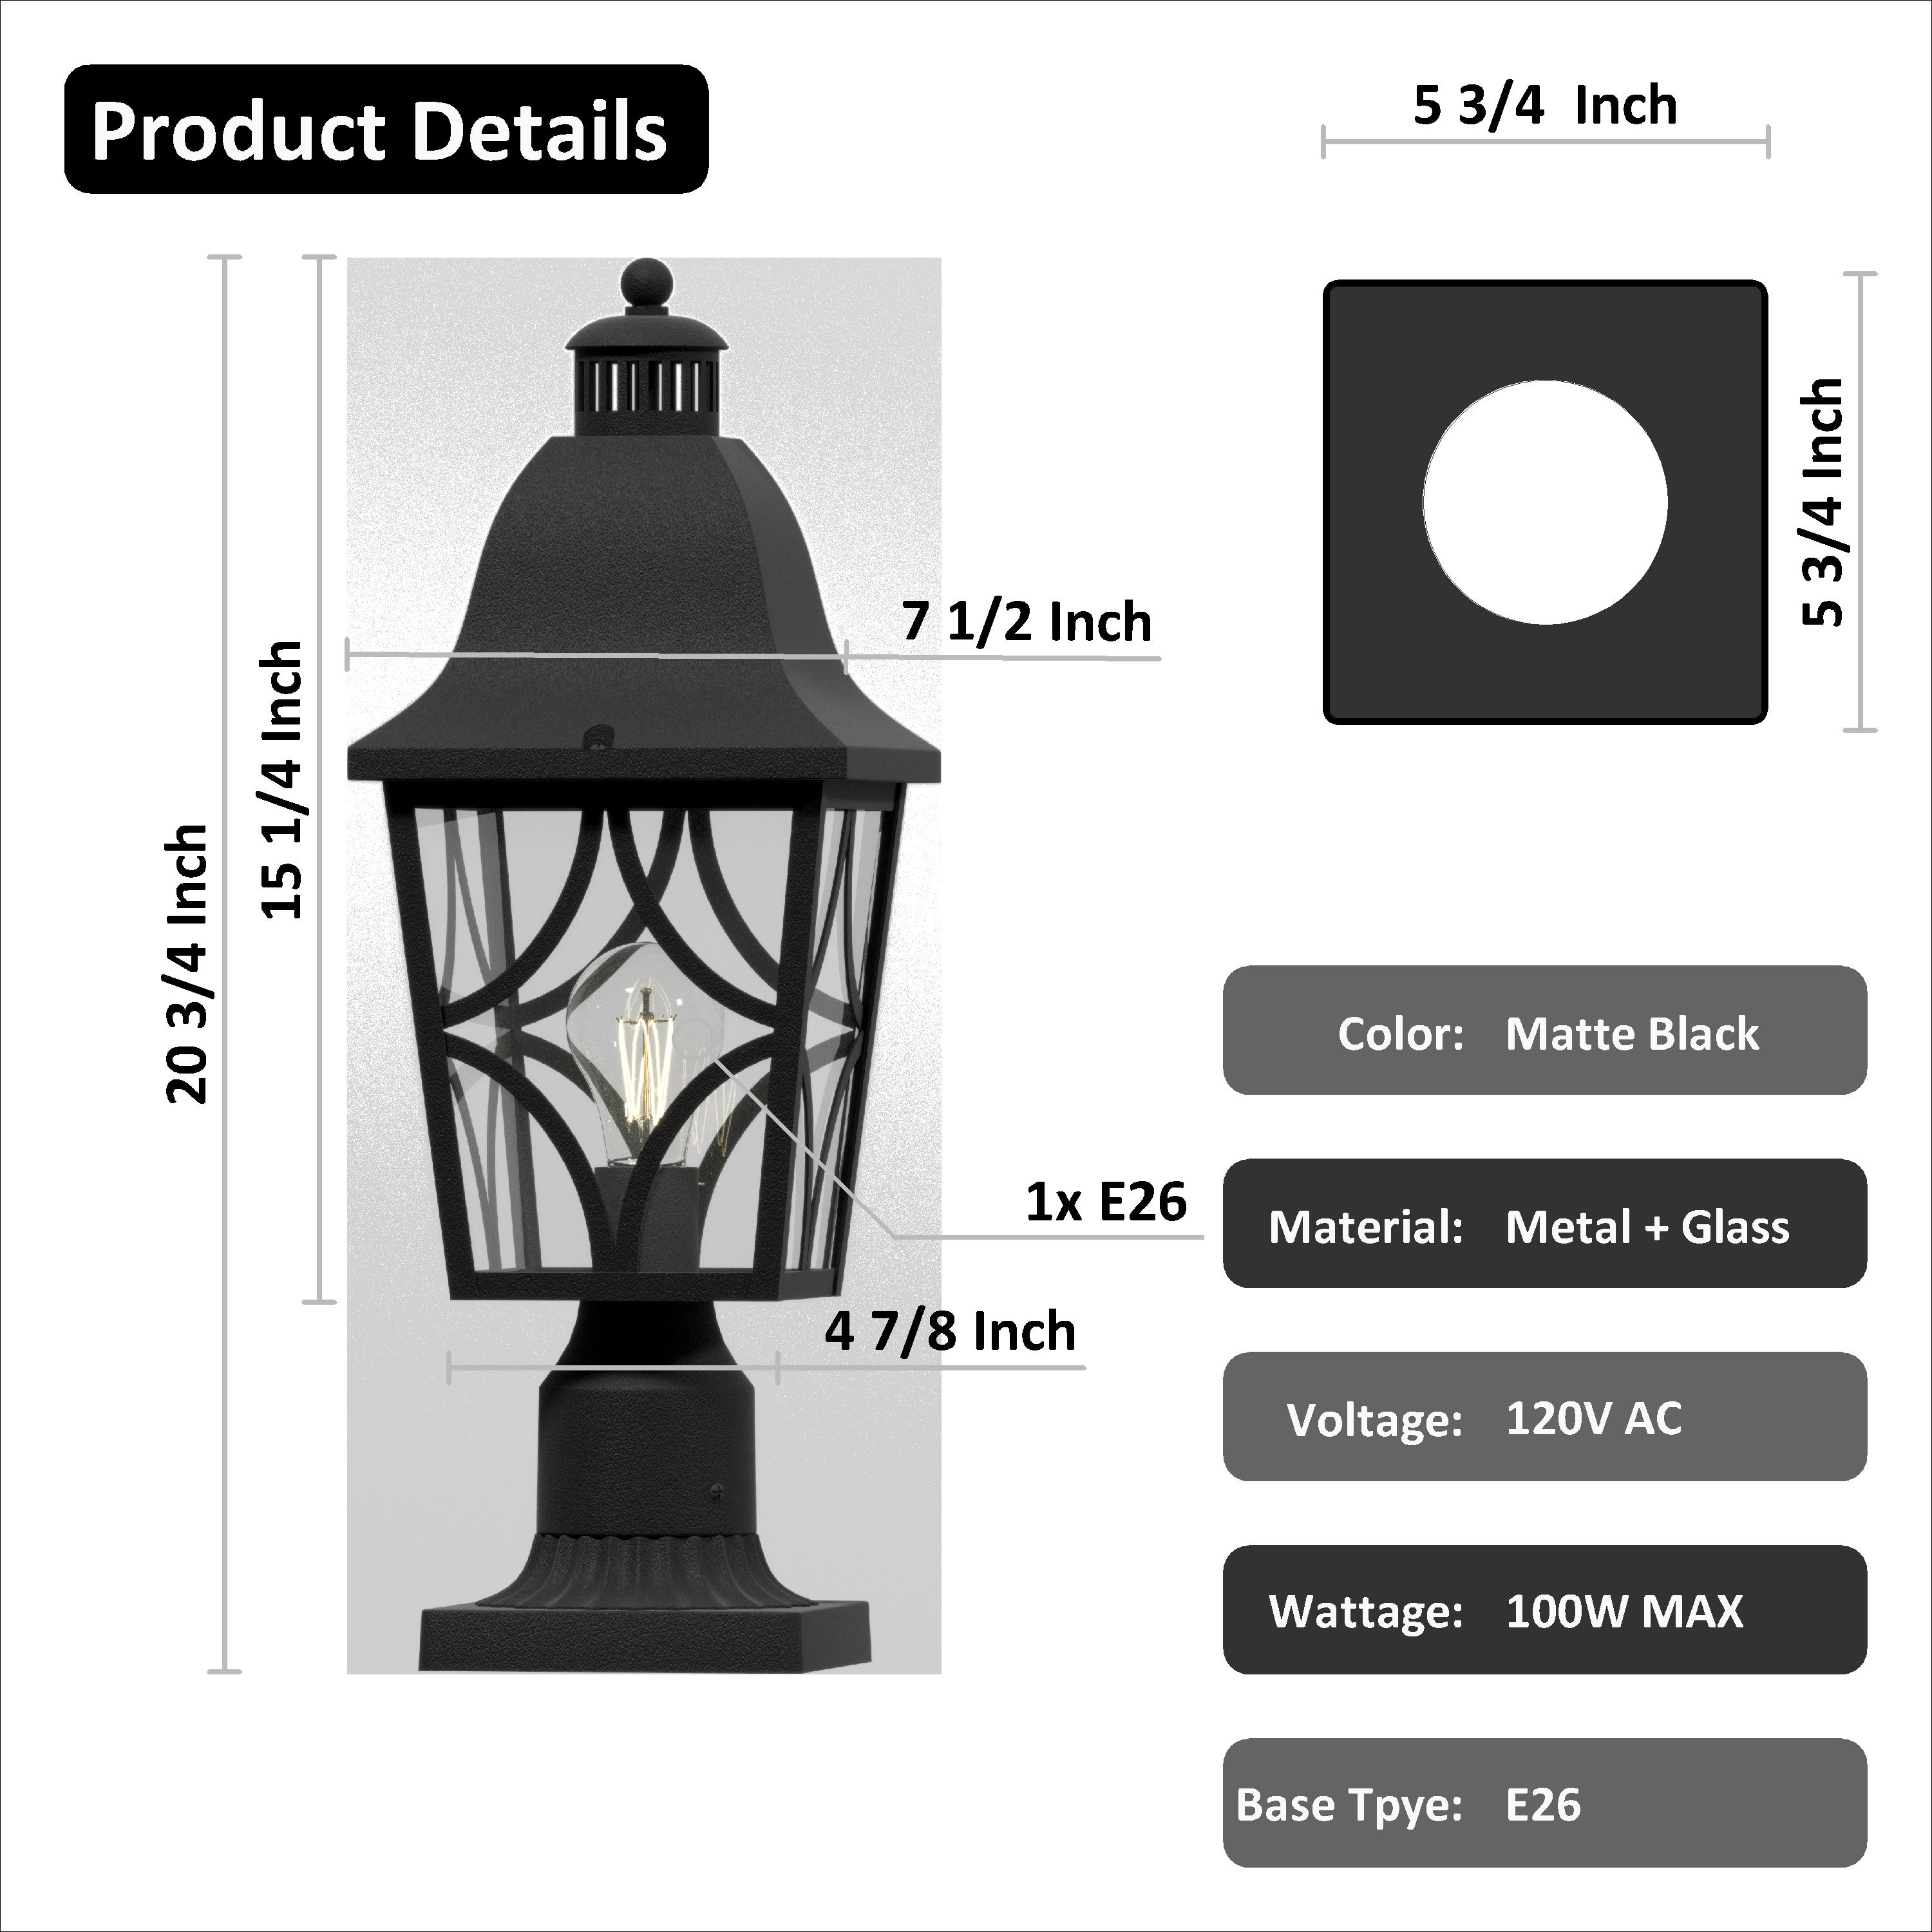 Product Details
5 3/4 Inch
5 3/4 Inch
7 1/2 Inch
15 1/4 Inch
20 3/4 Inch
1x E26
4 7/8 Inch
Color: Matte Black
Material: Metal + Glass
Voltage: 120V AC
Wattage: 100W MAX
Base Tpye: E26